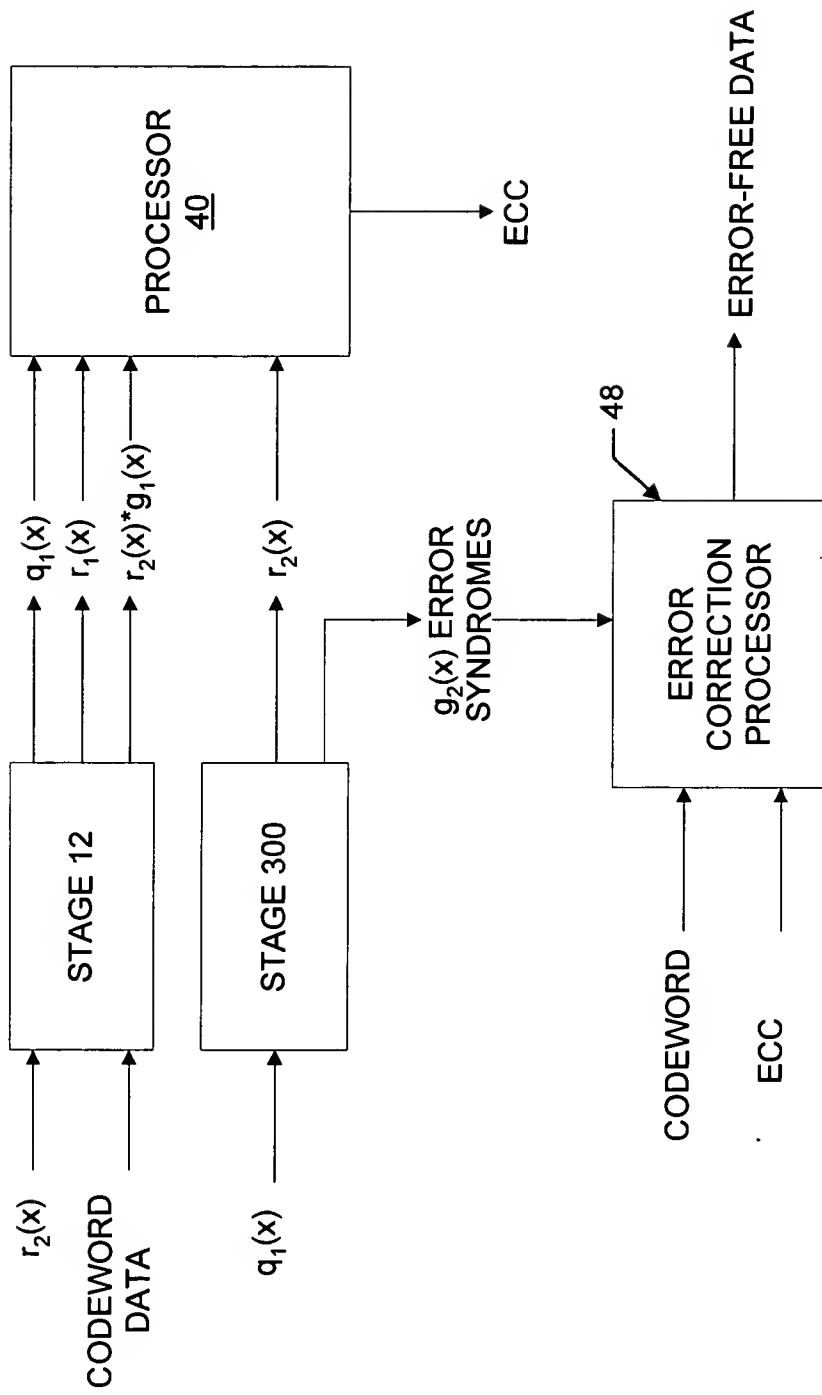 r₂(x)
CODEWORD
DATA
STAGE 12
q₁(x)
r₁(x)
r₂(x)*g₁(x)
PROCESSOR
40
ECC
q₁(x)
STAGE 300
r₂(x)
g₂(x) ERROR
SYNDROMES
CODEWORD
ECC
ERROR
CORRECTION
PROCESSOR
48
ERROR-FREE DATA